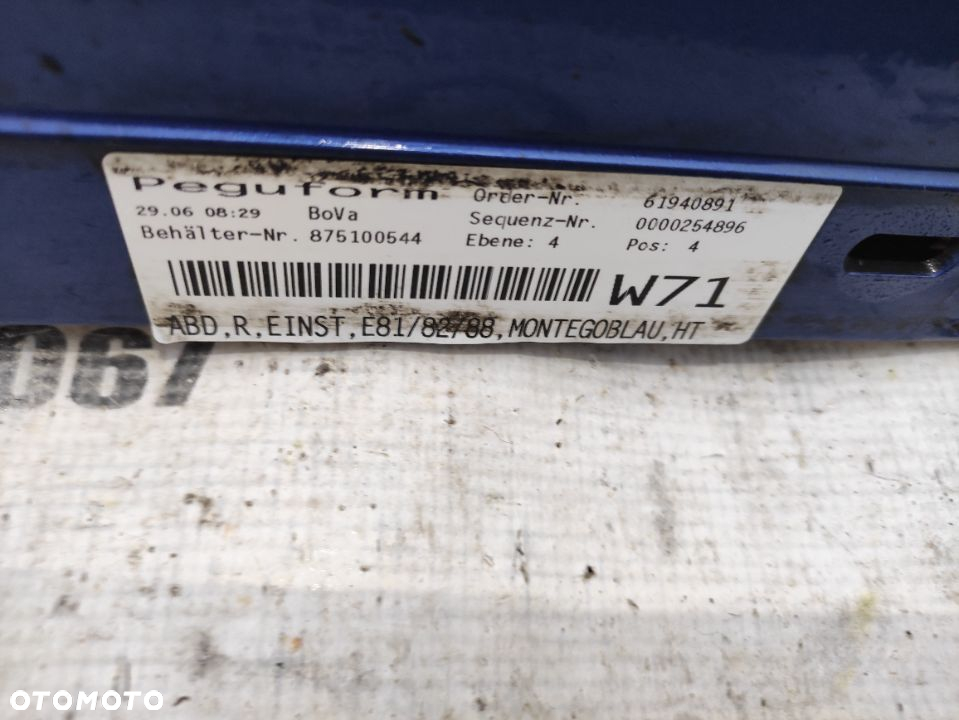 Peguform Order-Nr. 61940891
29.06 08:29 BoVa Sequenz-Nr. 0000254896
Behälter-Nr. 875100544 Ebene: 4 Pos: 4
W71
ABD,R,EINST,E81/82/88,MONTEGOBLAU,HT
067
OTOMOTO